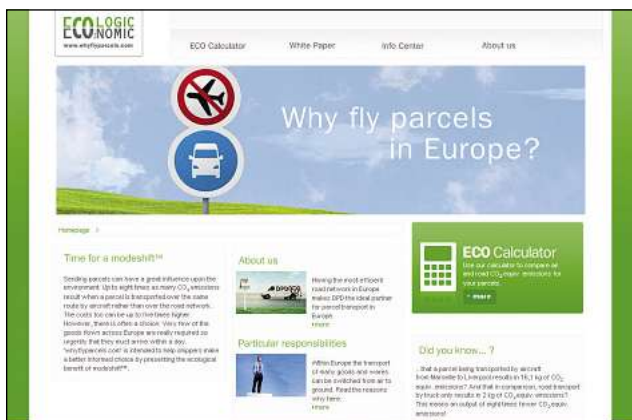 ECO LOGIC
NOMIC
www.whyflyparcels.com
ECO Calculator
White Paper
Info Center
About us
Why fly parcels
in Europe?
Homepage
Time for a modeshift™
Sending parcels can have a great influence upon the
environment. Up to eight times as many CO₂ emissions
result when a parcel is transported over the same
route by aircraft rather than over the road network.
The costs too can be up to five times higher.
However, there is often a choice. Very few of the
goods flown across Europe are really required so
urgently that they must arrive within a day.
"whyflyparcels.com" is intended to help shippers make
a better informed choice by presenting the ecological
benefit of modeshift™.
About us
Having the most efficient
road network in Europe
makes DPD the ideal partner
for parcel transport in
Europe.
more
Particular responsibilities
Within Europe the transport
of many goods and wares
can be switched from air to
ground. Read the reasons
why here...
more
ECO Calculator
Use our calculator to compare air
and road CO₂ equiv. emissions for
your parcels.
more
Did you know... ?
...that a parcel being transported by aircraft
from Marseille to Liverpool results in 16,1 kg of CO₂
equiv. emissions? And that in comparison, road transport
by truck only results in 2 kg of CO₂ equiv. emissions?
This means an output of eight times fewer CO₂ equiv.
emissions!